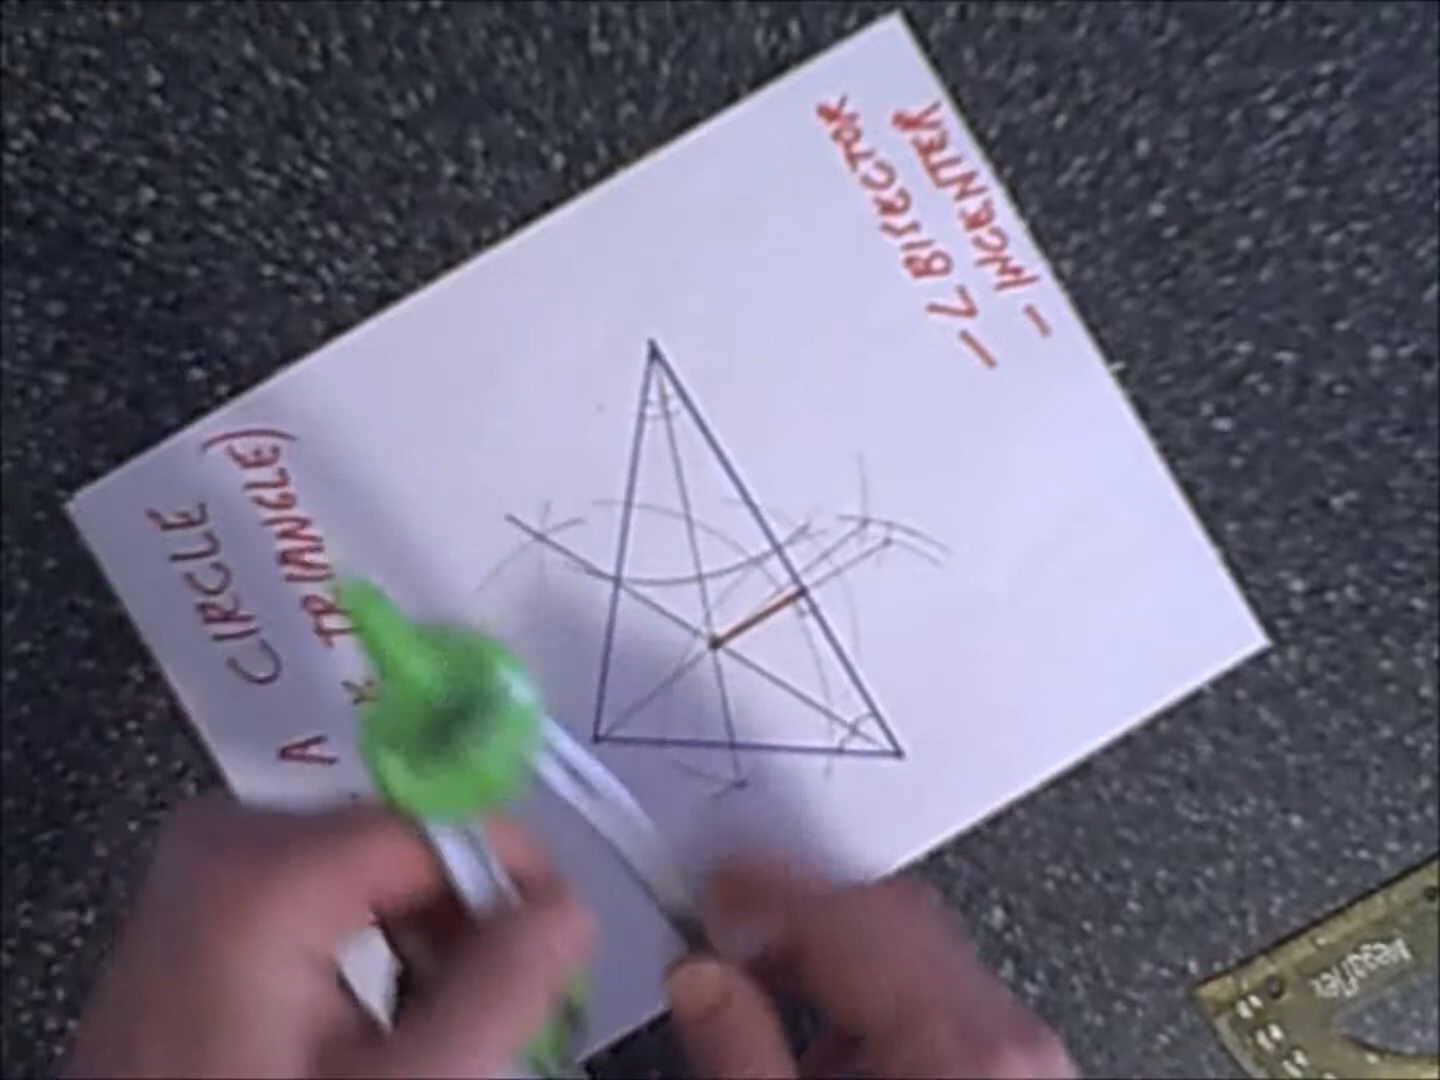 A CIRCLE
TRIANGLE)
- ∠ BISECTOR
- INCENTER